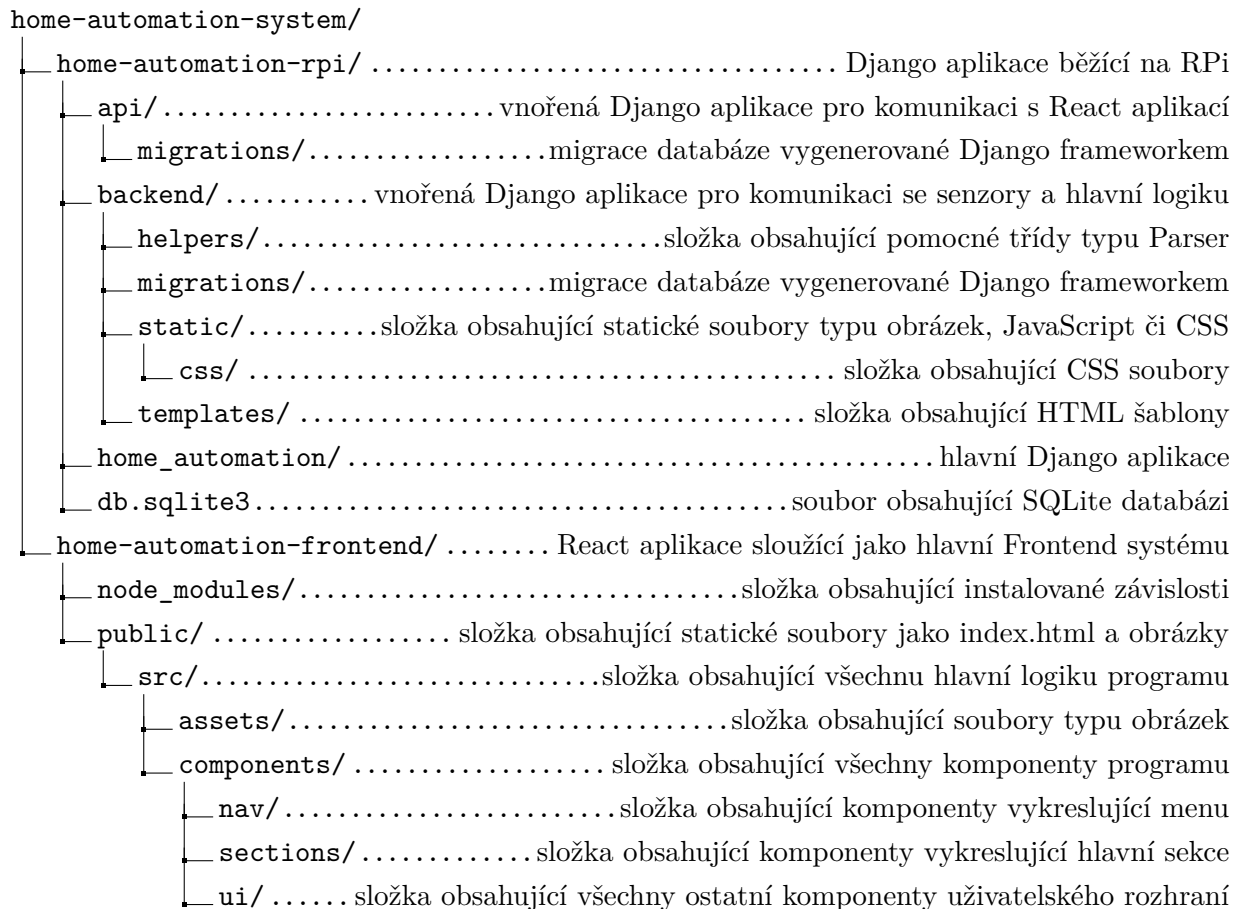 home-automation-system/
home-automation-rpi/ ................................... Django aplikace běžící na RPi
api/ ......................... vnořená Django aplikace pro komunikaci s React aplikací
migrations/ .................. migrace databáze vygenerované Django frameworkem
backend/ ........... vnořená Django aplikace pro komunikaci se senzory a hlavní logiku
helpers/ .............................. složka obsahující pomocné třídy typu Parser
migrations/ .................. migrace databáze vygenerované Django frameworkem
static/ .......... složka obsahující statické soubory typu obrázek, JavaScript či CSS
css/ ............................................ složka obsahující CSS soubory
templates/ ...................................... složka obsahující HTML šablony
home_automation/ ............................................ hlavní Django aplikace
db.sqlite3 ........................................ soubor obsahující SQLite databázi
home-automation-frontend/ ........ React aplikace sloužící jako hlavní Frontend systému
node_modules/ ................................. složka obsahující instalované závislosti
public/ .................. složka obsahující statické soubory jako index.html a obrázky
src/ .............................. složka obsahující všechnu hlavní logiku programu
assets/ ................................. složka obsahující soubory typu obrázek
components/ ................... složka obsahující všechny komponenty programu
nav/ ......................... složka obsahující komponenty vykreslující menu
sections/ ............. složka obsahující komponenty vykreslující hlavní sekce
ui/ ...... složka obsahující všechny ostatní komponenty uživatelského rozhraní